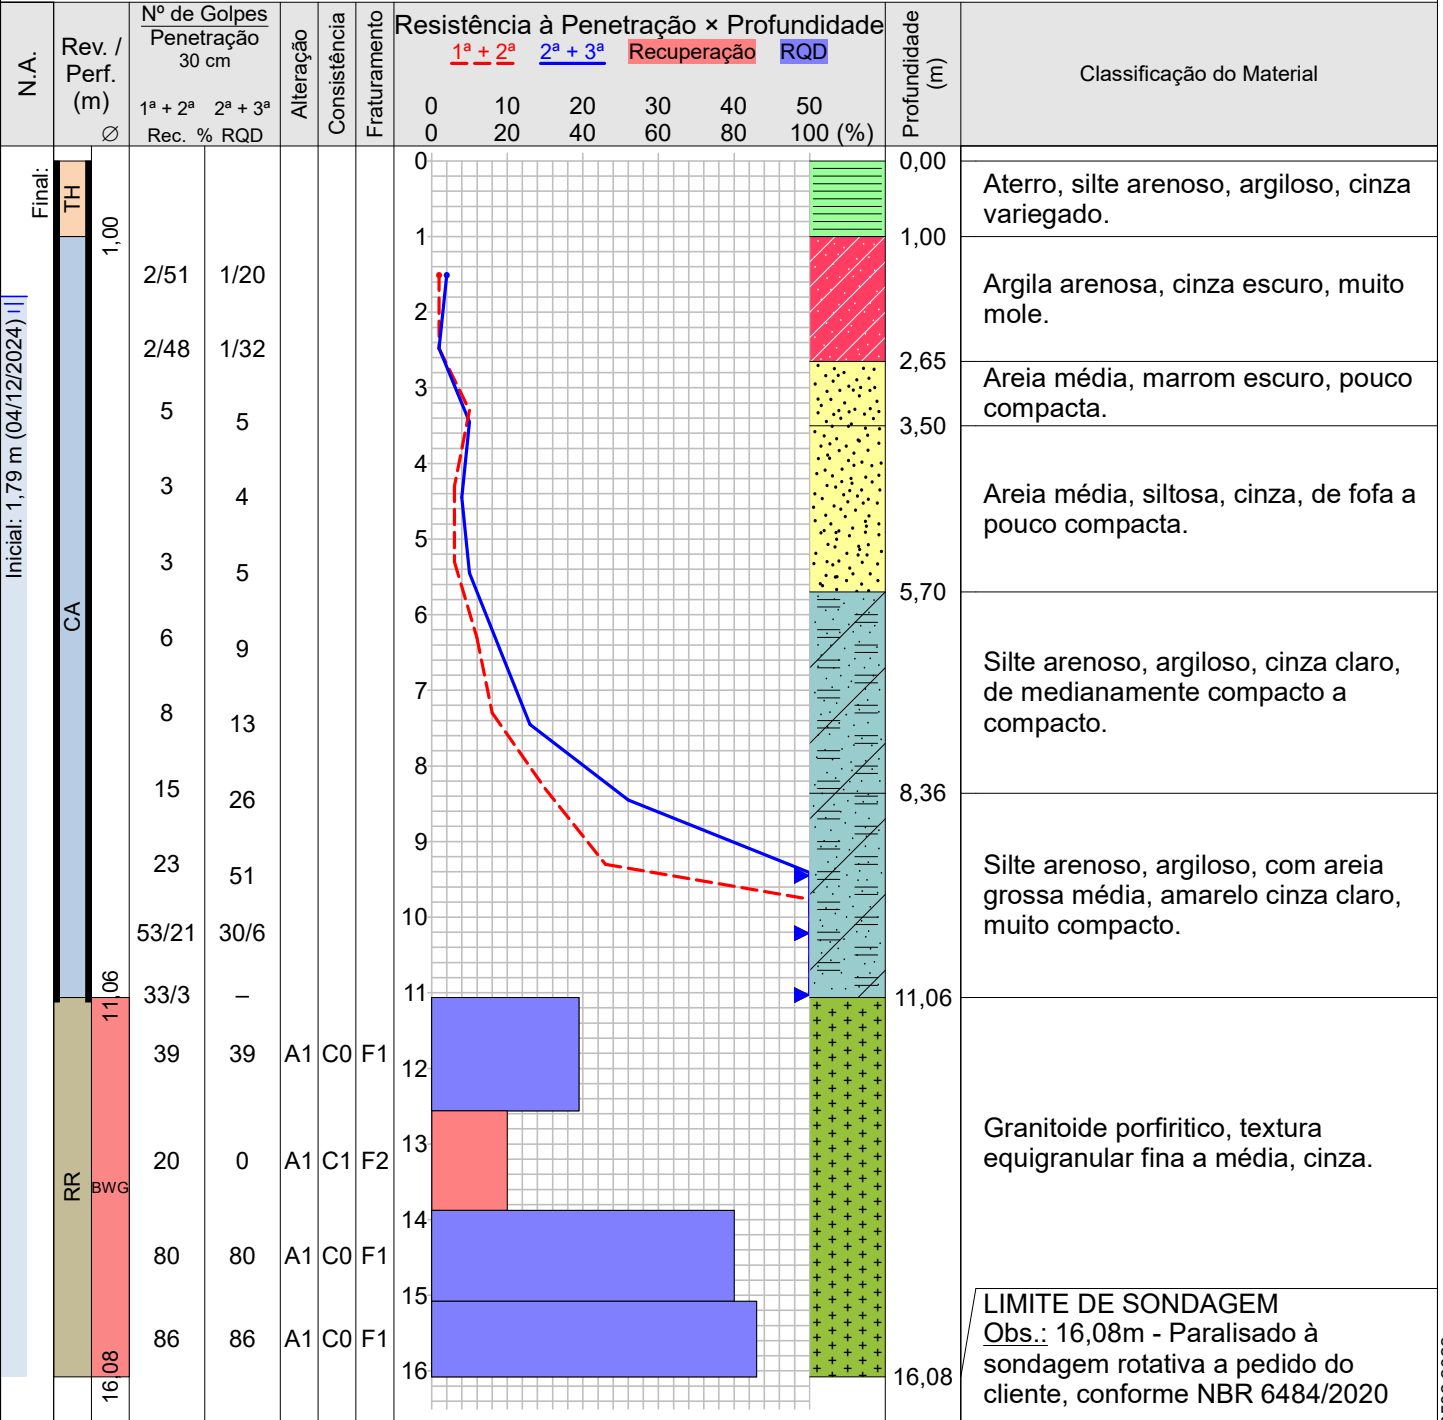 N.A.
Rev. /
Perf.
(m)
Ø
Nº de Golpes
Penetração
30 cm
1ª + 2ª 2ª + 3ª
Rec. % RQD
Alteração
Consistência
Fraturamento
Resistência à Penetração × Profundidade
1ª + 2ª 2ª + 3ª Recuperação RQD
0 10 20 30 40 50
0 20 40 60 80 100 (%)
Profundidade
(m)
Classificação do Material
Final:
Inicial: 1,79 m (04/12/2024)
TH
1,00
CA
11,06
RR
BWG
16,08
2/51 1/20
2/48 1/32
5 5
3 4
3 5
6 9
8 13
15 26
23 51
53/21 30/6
33/3 –
39 39 A1 C0 F1
20 0 A1 C1 F2
80 80 A1 C0 F1
86 86 A1 C0 F1
0
1
2
3
4
5
6
7
8
9
10
11
12
13
14
15
16
0,00
1,00
2,65
3,50
5,70
8,36
11,06
16,08
Aterro, silte arenoso, argiloso, cinza
variegado.
Argila arenosa, cinza escuro, muito
mole.
Areia média, marrom escuro, pouco
compacta.
Areia média, siltosa, cinza, de fofa a
pouco compacta.
Silte arenoso, argiloso, cinza claro,
de medianamente compacto a
compacto.
Silte arenoso, argiloso, com areia
grossa média, amarelo cinza claro,
muito compacto.
Granitoide porfiritico, textura
equigranular fina a média, cinza.
LIMITE DE SONDAGEM
Obs.: 16,08m - Paralisado à
sondagem rotativa a pedido do
cliente, conforme NBR 6484/2020